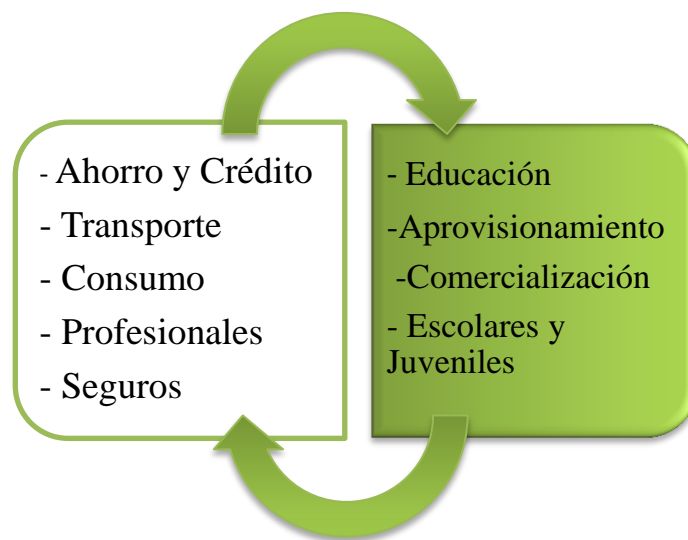 - Ahorro y Crédito
- Transporte
- Consumo
- Profesionales
- Seguros
- Educación
-Aprovisionamiento
-Comercialización
- Escolares y
Juveniles